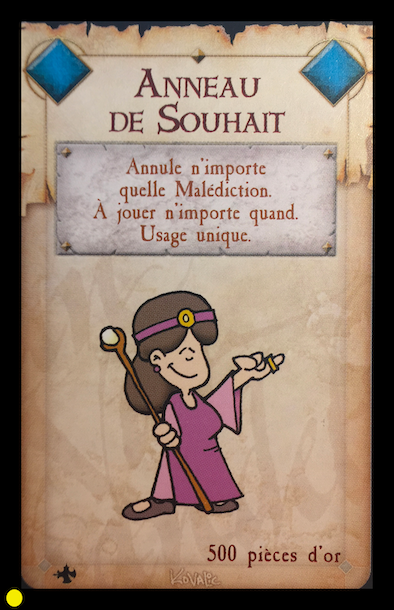 Anneau
de Souhait
Annule n'importe
quelle Malédiction.
À jouer n'importe quand.
Usage unique.
500 pièces d'or
Kovalic